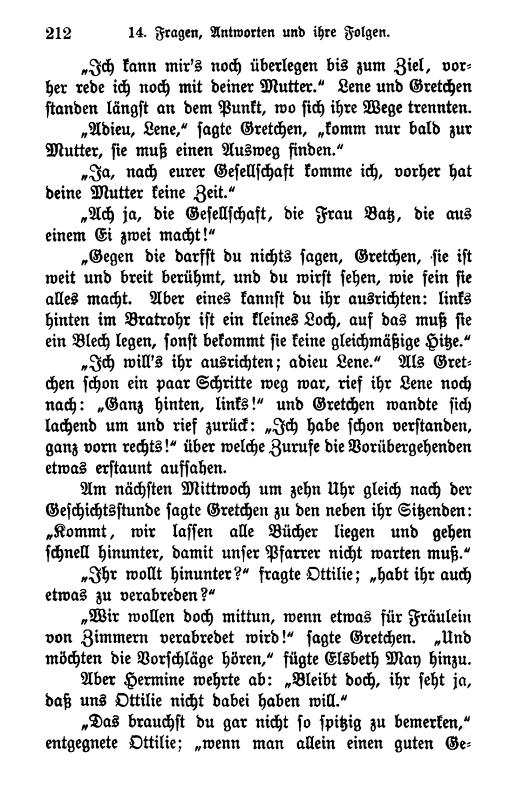 212 14. Fragen, Antworten und ihre Folgen.
„Ich kann mir's noch überlegen bis zum Ziel, vor-
her rede ich noch mit deiner Mutter.“ Lene und Gretchen
standen längst an dem Punkt, wo sich ihre Wege trennten.
„Adieu, Lene,“ sagte Gretchen, „komm nur bald zur
Mutter, sie muß einen Ausweg finden.“
„Ja, nach eurer Gesellschaft komme ich, vorher hat
deine Mutter keine Zeit.“
„Ach ja, die Gesellschaft, die Frau Batz, die aus
einem Ei zwei macht!“
„Gegen die darfst du nichts sagen, Gretchen, sie ist
weit und breit berühmt, und du wirst sehen, wie fein sie
alles macht. Aber eines kannst du ihr ausrichten: links
hinten im Bratrohr ist ein kleines Loch, auf das muß sie
ein Blech legen, sonst bekommt sie keine gleichmäßige Hitze.“
„Ich will's ihr ausrichten; adieu Lene.“ Als Gret-
chen schon ein paar Schritte weg war, rief ihr Lene noch
nach: „Ganz hinten, links!“ und Gretchen wandte sich
lachend um und rief zurück: „Ich habe schon verstanden,
ganz vorn rechts!“ über welche Zurufe die Vorübergehenden
etwas erstaunt aufsahen.
Am nächsten Mittwoch um zehn Uhr gleich nach der
Geschichtsstunde sagte Gretchen zu den neben ihr Sitzenden:
„Kommt, wir lassen alle Bücher liegen und gehen
schnell hinunter, damit unser Pfarrer nicht warten muß.“
„Ihr wollt hinunter?“ fragte Ottilie; „habt ihr auch
etwas zu verabreden?“
„Wir wollen doch mittun, wenn etwas für Fräulein
von Zimmern verabredet wird!“ sagte Gretchen. „Und
möchten die Vorschläge hören,“ fügte Elsbeth May hinzu.
Aber Hermine wehrte ab: „Bleibt doch, ihr seht ja,
daß uns Ottilie nicht dabei haben will.“
„Das brauchst du gar nicht so spitzig zu bemerken,“
entgegnete Ottilie; „wenn man allein einen guten Ge-